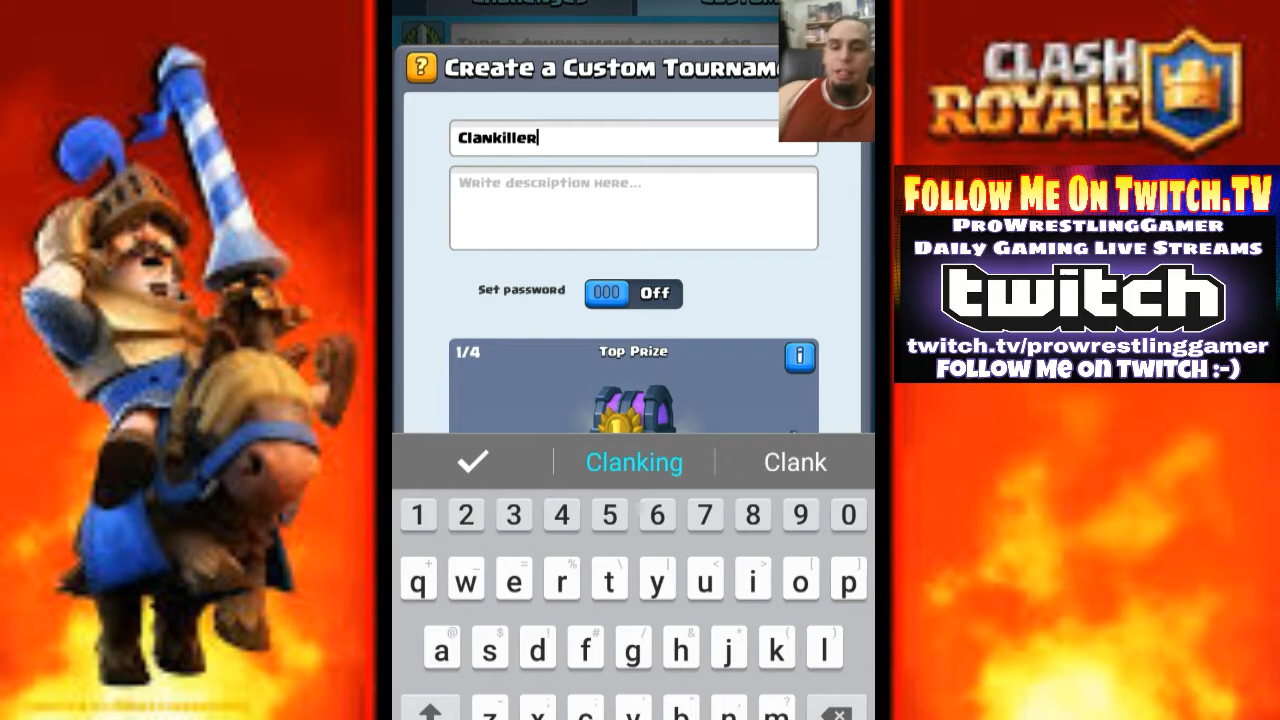 Create a Custom Tourname
Clankiller
Write description here...
Set password 000 Off
1/4 Top Prize i
Clanking Clank
1 2 3 4 5 6 7 8 9 0
q w e r t y u i o p
a s d f g h j k l
z x c v b n m
CLASH
ROYALE
Follow Me On Twitch.TV
ProWrestlingGamer
Daily Gaming Live Streams
twitch
twitch.tv/prowrestlinggamer
Follow Me on Twitch :-)